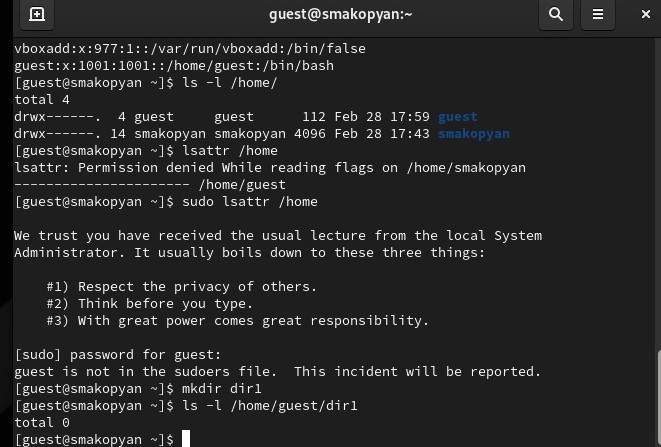 guest@smakopyan:~
vboxadd:x:977:1::/var/run/vboxadd:/bin/false
guest:x:1001:1001::/home/guest:/bin/bash
[guest@smakopyan ~]$ ls -l /home/
total 4
drwx------.  4 guest     guest      112 Feb 28 17:59 guest
drwx------. 14 smakopyan smakopyan 4096 Feb 28 17:43 smakopyan
[guest@smakopyan ~]$ lsattr /home
lsattr: Permission denied While reading flags on /home/smakopyan
---------------------- /home/guest
[guest@smakopyan ~]$ sudo lsattr /home
We trust you have received the usual lecture from the local System
Administrator. It usually boils down to these three things:
    #1) Respect the privacy of others.
    #2) Think before you type.
    #3) With great power comes great responsibility.
[sudo] password for guest:
guest is not in the sudoers file.  This incident will be reported.
[guest@smakopyan ~]$ mkdir dir1
[guest@smakopyan ~]$ ls -l /home/guest/dir1
total 0
[guest@smakopyan ~]$